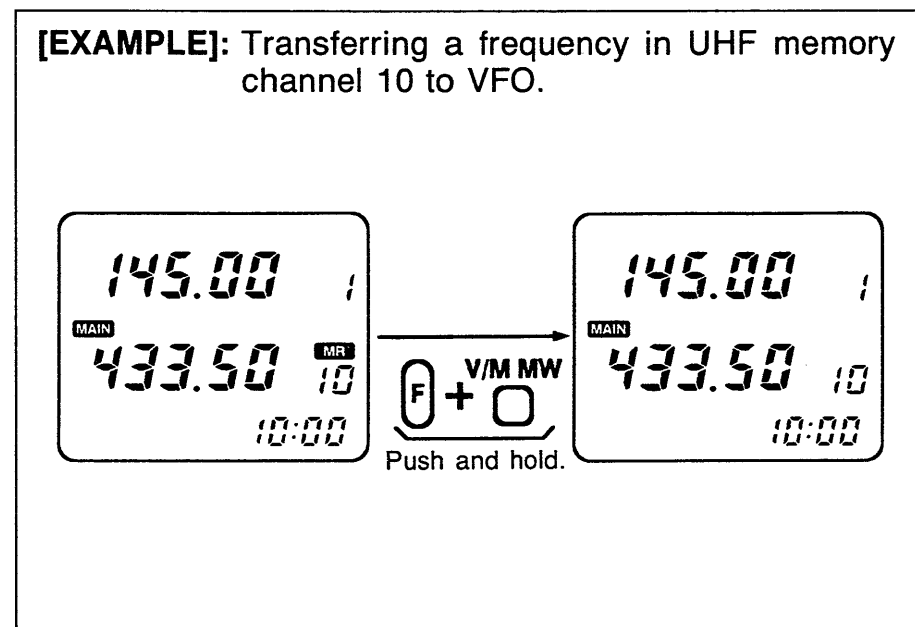 [EXAMPLE]: Transferring a frequency in UHF memory
channel 10 to VFO.
145.00 1
MAIN
433.50 MR 10
10:00
F + V/M MW
Push and hold.
145.00 1
MAIN
433.50 10
10:00